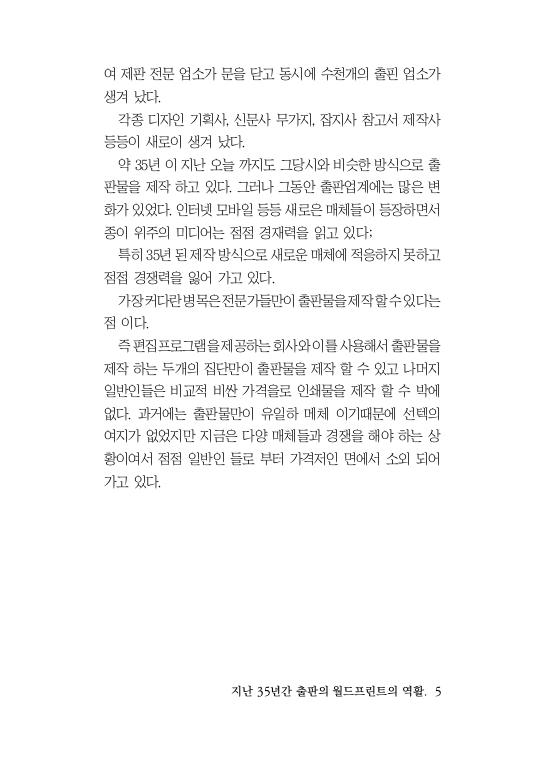 여 제판 전문 업소가 문을 닫고 동시에 수천개의 출핀 업소가
생겨 났다.
각종 디자인 기획사, 신문사 무가지, 잡지사 참고서 제작사
등등이 새로이 생겨 났다.
약 35년 이 지난 오늘 까지도 그당시와 비슷한 방식으로 출
판물을 제작 하고 있다. 그러나 그동안 출판업계에는 많은 변
화가 있었다. 인터넷 모바일 등등 새로은 매체들이 등장하면서
종이 위주의 미디어는 점점 경재력을 읽고 있다;
특히 35년 된 제작 방식으로 새로운 매체에 적응하지 못하고
점접 경쟁력을 잃어 가고 있다.
가장 커다란 병목은 전문가들만이 출판물을 제작 할 수 있다는
점 이다.
즉 편집 프로그램을 제공하는 회사와 이를 사용해서 출판물을
제작 하는 두개의 집단만이 출판물을 제작 할 수 있고 나머지
일반인들은 비교적 비싼 가격을로 인쇄물을 제작 할 수 박에
없다. 과거에는 출판물만이 유일하 메체 이기때문에 선텍의
여지가 없었지만 지금은 다양 매체들과 경쟁을 해야 하는 상
황이여서 점점 일반인 들로 부터 가격저인 면에서 소외 되어
가고 있다.
지난 35년간 출판의 월드프린트의 역활. 5